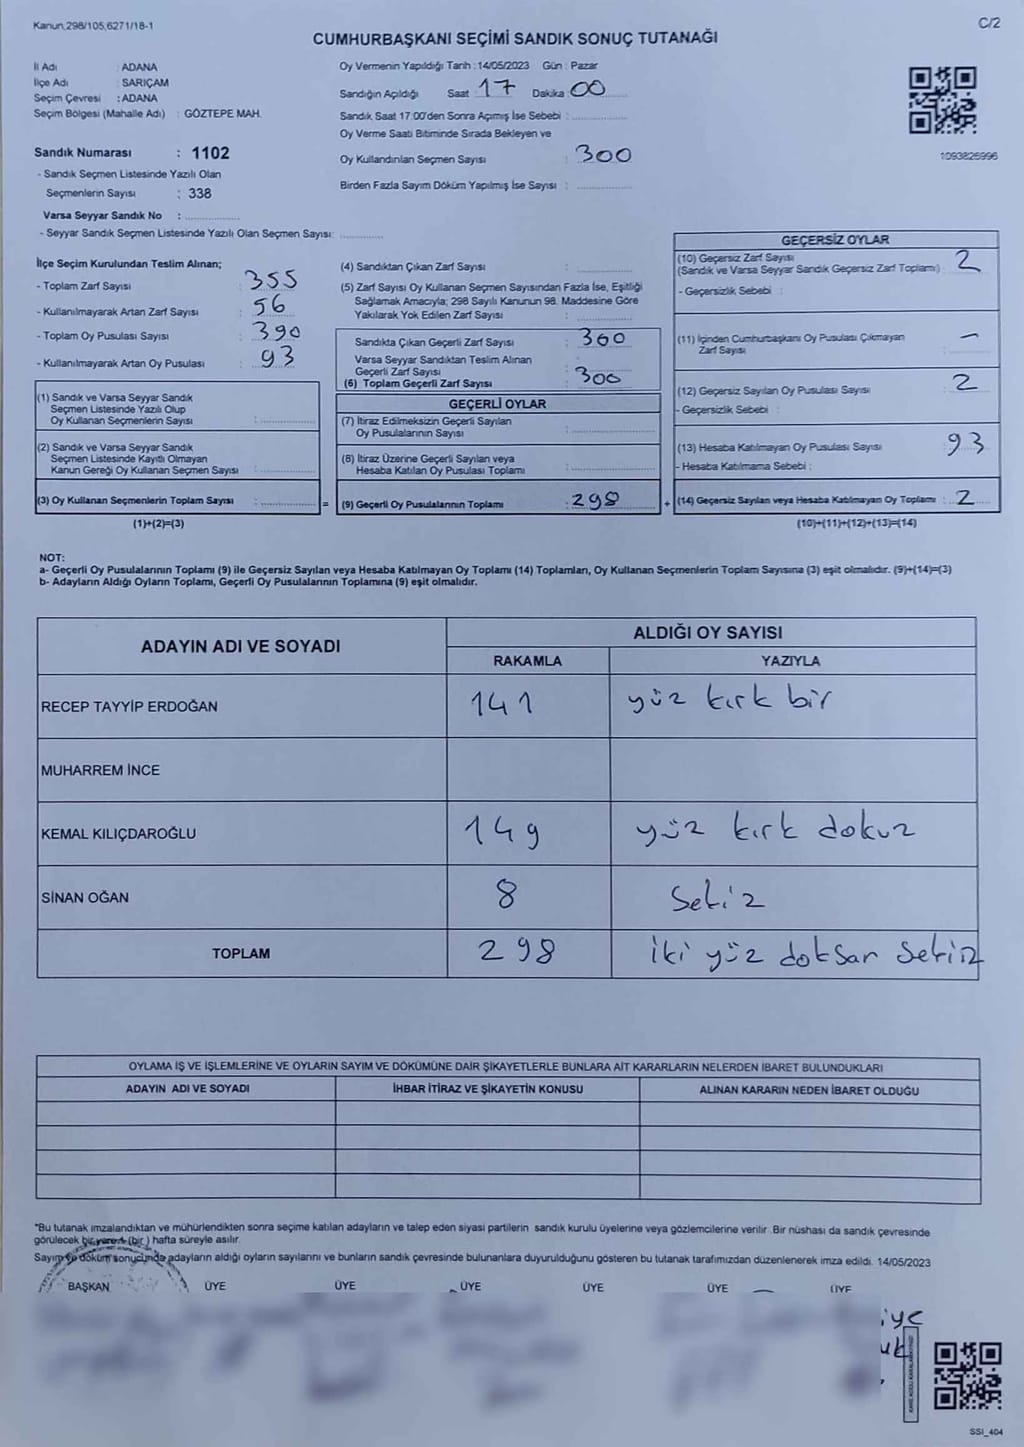 Kanun,298/105,6271/18-1
C/2
CUMHURBAŞKANI SEÇİMİ SANDIK SONUÇ TUTANAĞI
İl Adı : ADANA
İlçe Adı : SARIÇAM
Seçim Çevresi : ADANA
Seçim Bölgesi (Mahalle Adı) : GÖZTEPE MAH.
Sandık Numarası : 1102
- Sandık Seçmen Listesinde Yazılı Olan
Seçmenlerin Sayısı : 338
Varsa Seyyar Sandık No :
- Seyyar Sandık Seçmen Listesinde Yazılı Olan Seçmen Sayısı:
Oy Vermenin Yapıldığı Tarih : 14/05/2023 Gün : Pazar
Sandığın Açıldığı Saat : 17 Dakika : 00
Sandık Saat 17:00'den Sonra Açımış İse Sebebi :
Oy Verme Saati Bitiminde Sırada Bekleyen ve
Oy Kullandırılan Seçmen Sayısı : 300
Birden Fazla Sayım Döküm Yapılmış İse Sayısı :
1093825996
İlçe Seçim Kurulundan Teslim Alınan;
- Toplam Zarf Sayısı : 355
- Kullanılmayarak Artan Zarf Sayısı : 56
- Toplam Oy Pusulası Sayısı : 390
- Kullanılmayarak Artan Oy Pusulası : 93
(1) Sandık ve Varsa Seyyar Sandık
Seçmen Listesinde Yazılı Olup
Oy Kullanan Seçmenlerin Sayısı :
(2) Sandık ve Varsa Seyyar Sandık
Seçmen Listesinde Kayıtlı Olmayan
Kanun Gereği Oy Kullanan Seçmen Sayısı :
(3) Oy Kullanan Seçmenlerin Toplam Sayısı :
(1)+(2)=(3)
(4) Sandıktan Çıkan Zarf Sayısı :
(5) Zarf Sayısı Oy Kullanan Seçmen Sayısından Fazla İse, Eşitliği
Sağlamak Amacıyla; 298 Sayılı Kanunun 98. Maddesine Göre
Yakılarak Yok Edilen Zarf Sayısı :
Sandıkta Çıkan Geçerli Zarf Sayısı : 300
Varsa Seyyar Sandıktan Teslim Alınan
Geçerli Zarf Sayısı :
(6) Toplam Geçerli Zarf Sayısı : 300
GEÇERLİ OYLAR
(7) İtiraz Edilmeksizin Geçerli Sayılan
Oy Pusulalarının Sayısı :
(8) İtiraz Üzerine Geçerli Sayılan veya
Hesaba Katılan Oy Pusulası Toplamı :
= (9) Geçerli Oy Pusulalarının Toplamı : 298 +
GEÇERSİZ OYLAR
(10) Geçersiz Zarf Sayısı : 2
(Sandık ve Varsa Seyyar Sandık Geçersiz Zarf Toplamı)
- Geçersizlik Sebebi :
(11) İçinden Cumhurbaşkanı Oy Pusulası Çıkmayan : -
Zarf Sayısı
(12) Geçersiz Sayılan Oy Pusulası Sayısı : 2
- Geçersizlik Sebebi :
(13) Hesaba Katılmayan Oy Pusulası Sayısı : 93
- Hesaba Katılmama Sebebi :
(14) Geçersiz Sayılan veya Hesaba Katılmayan Oy Toplamı : 2
(10)+(11)+(12)+(13)=(14)
NOT:
a- Geçerli Oy Pusulalarının Toplamı (9) ile Geçersiz Sayılan veya Hesaba Katılmayan Oy Toplamı (14) Toplamları, Oy Kullanan Seçmenlerin Toplam Sayısına (3) eşit olmalıdır. (9)+(14)=(3)
b- Adayların Aldığı Oyların Toplamı, Geçerli Oy Pusulalarının Toplamına (9) eşit olmalıdır.
ADAYIN ADI VE SOYADI
ALDIĞI OY SAYISI
RAKAMLA YAZIYLA
RECEP TAYYİP ERDOĞAN 141 yüz kırk bir
MUHARREM İNCE
KEMAL KILIÇDAROĞLU 149 yüz kırk dokuz
SİNAN OĞAN 8 Sekiz
TOPLAM 298 iki yüz doksan sekiz
OYLAMA İŞ VE İŞLEMLERİNE VE OYLARIN SAYIM VE DÖKÜMÜNE DAİR ŞİKAYETLERLE BUNLARA AİT KARARLARIN NELERDEN İBARET BULUNDUKLARI
ADAYIN ADI VE SOYADI İHBAR İTİRAZ VE ŞİKAYETİN KONUSU ALINAN KARARIN NEDEN İBARET OLDUĞU
*Bu tutanak imzalandıktan ve mühürlendikten sonra seçime katılan adayların ve talep eden siyasi partilerin sandık kurulu üyelerine veya gözlemcilerine verilir. Bir nüshası da sandık çevresinde
görülecek bir yere 1 (bir) hafta süreyle asılır.
Sayım ve döküm sonucunda adayların aldığı oyların sayılarını ve bunların sandık çevresinde bulunanlara duyurulduğunu gösteren bu tutanak tarafımızdan düzenlenerek imza edildi. 14/05/2023
BAŞKAN ÜYE ÜYE ÜYE ÜYE ÜYE ÜYE
SSI_404